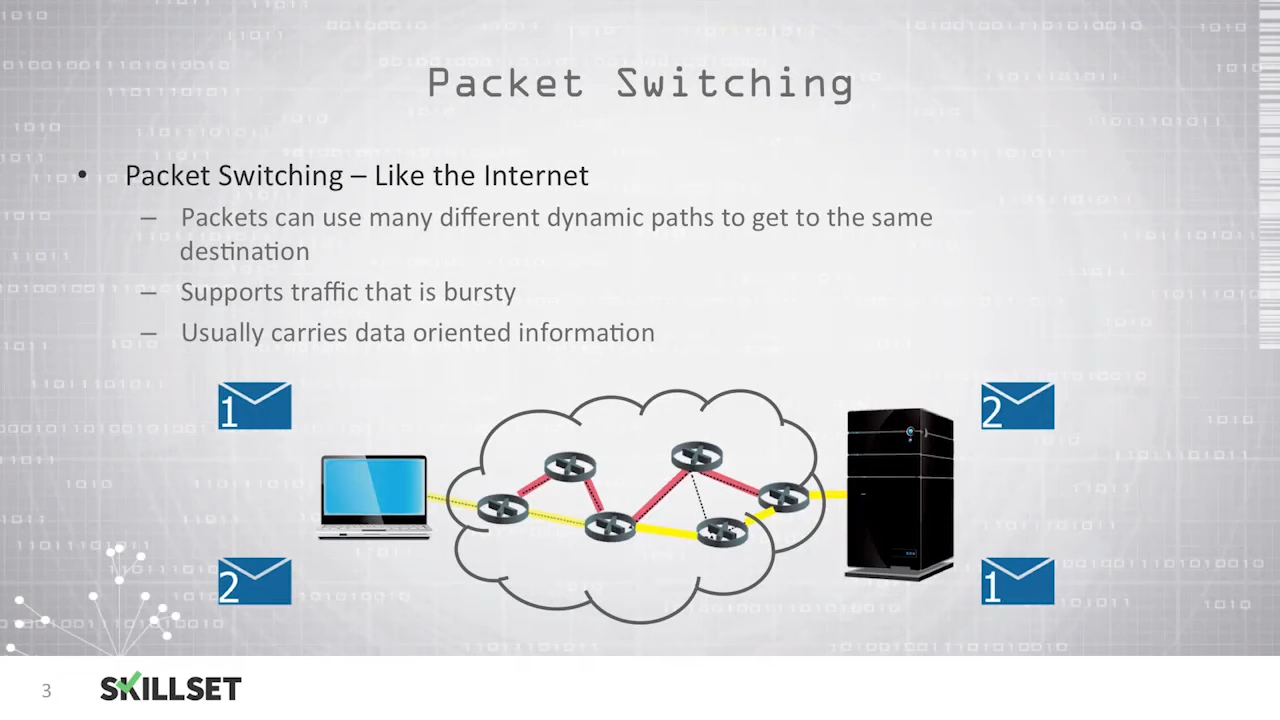 Packet Switching
• Packet Switching – Like the Internet
– Packets can use many different dynamic paths to get to the same
destination
– Supports traffic that is bursty
– Usually carries data oriented information
1
2
2
1
3
SKILLSET